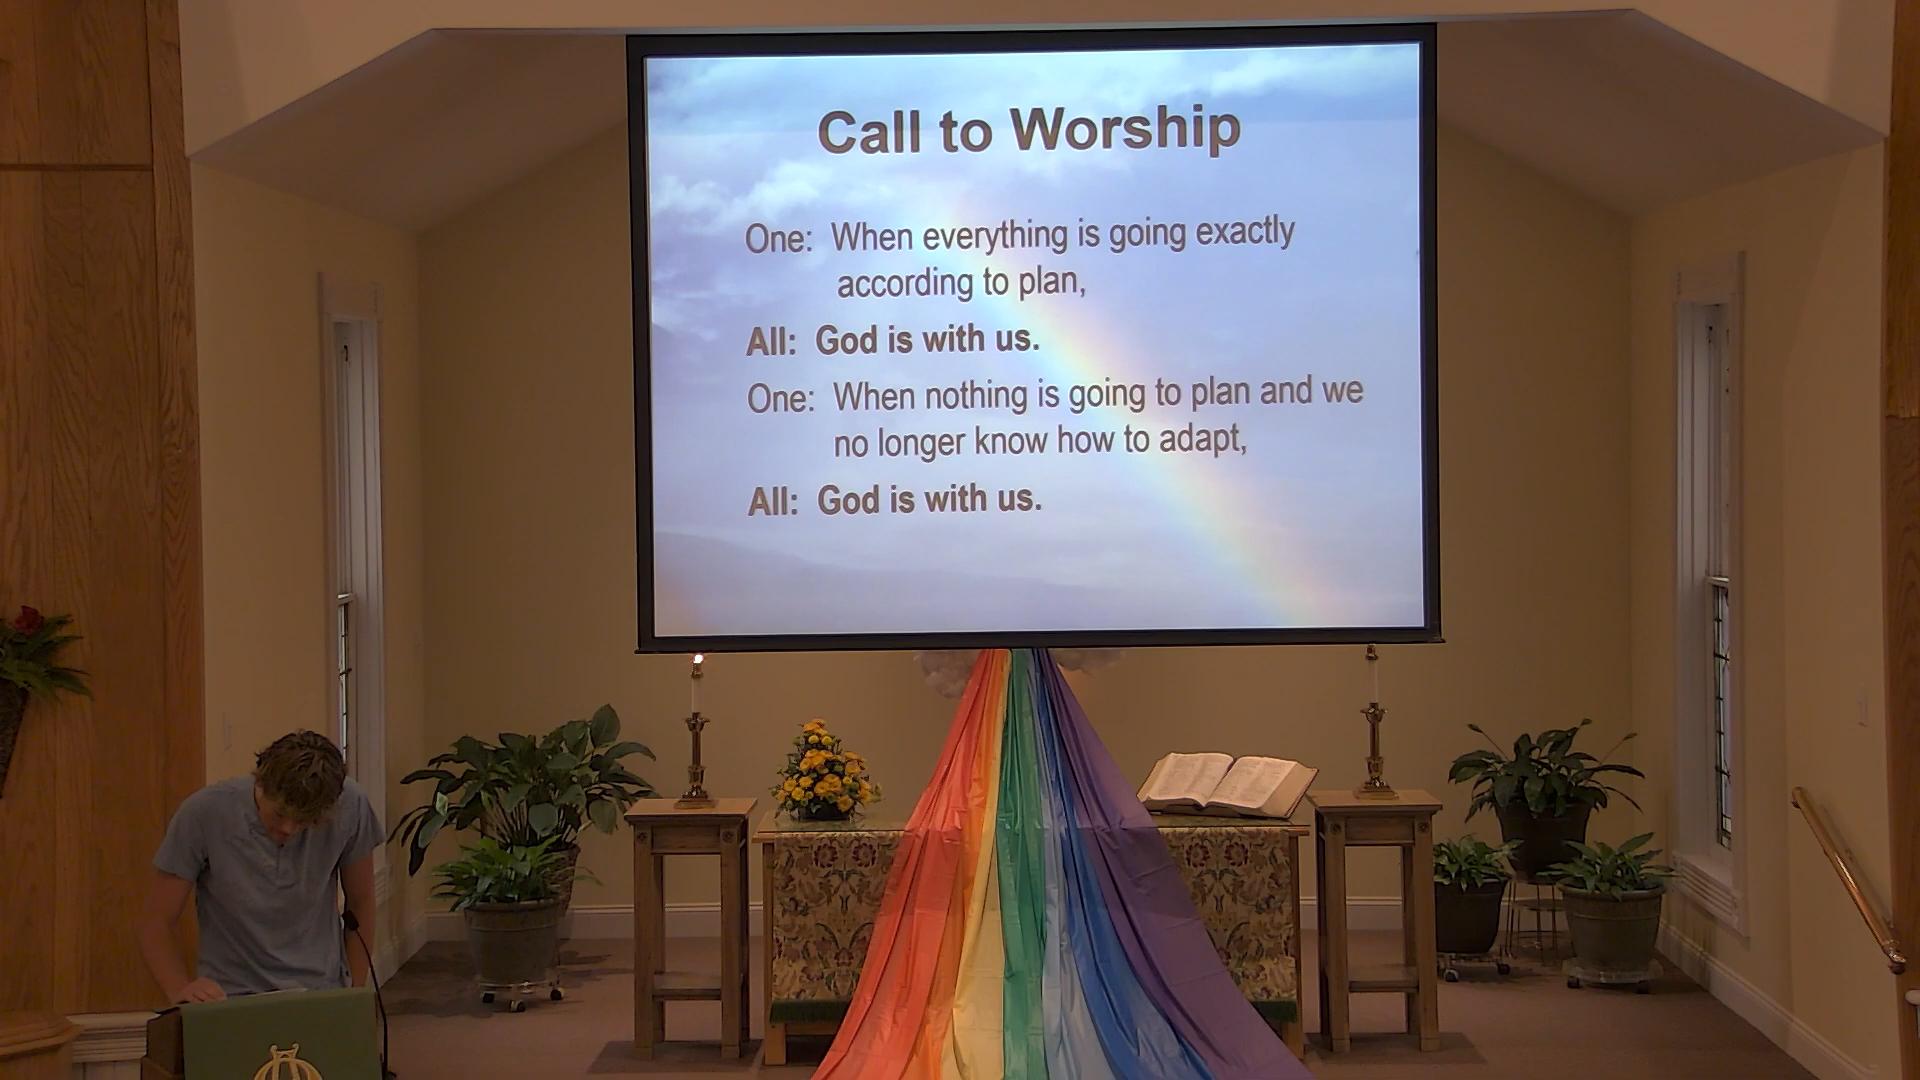 Call to Worship
One: When everything is going exactly
according to plan,
All: God is with us.
One: When nothing is going to plan and we
no longer know how to adapt,
All: God is with us.